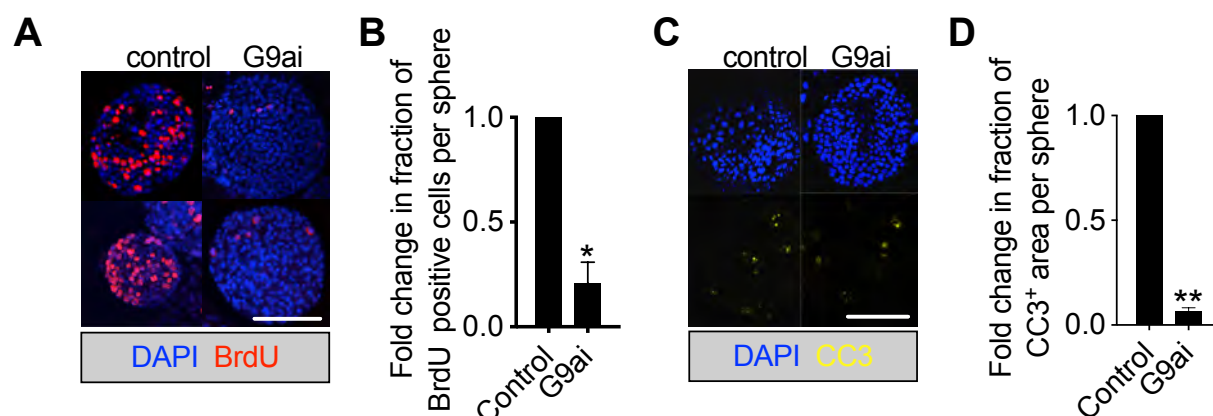 A
control G9ai
DAPI BrdU
B
Fold change in fraction of
BrdU positive cells per sphere
1.0
0.5
0.0
*
Control
G9ai
C
control G9ai
DAPI CC3
D
Fold change in fraction of
CC3⁺ area per sphere
1.0
0.5
0.0
**
Control
G9ai